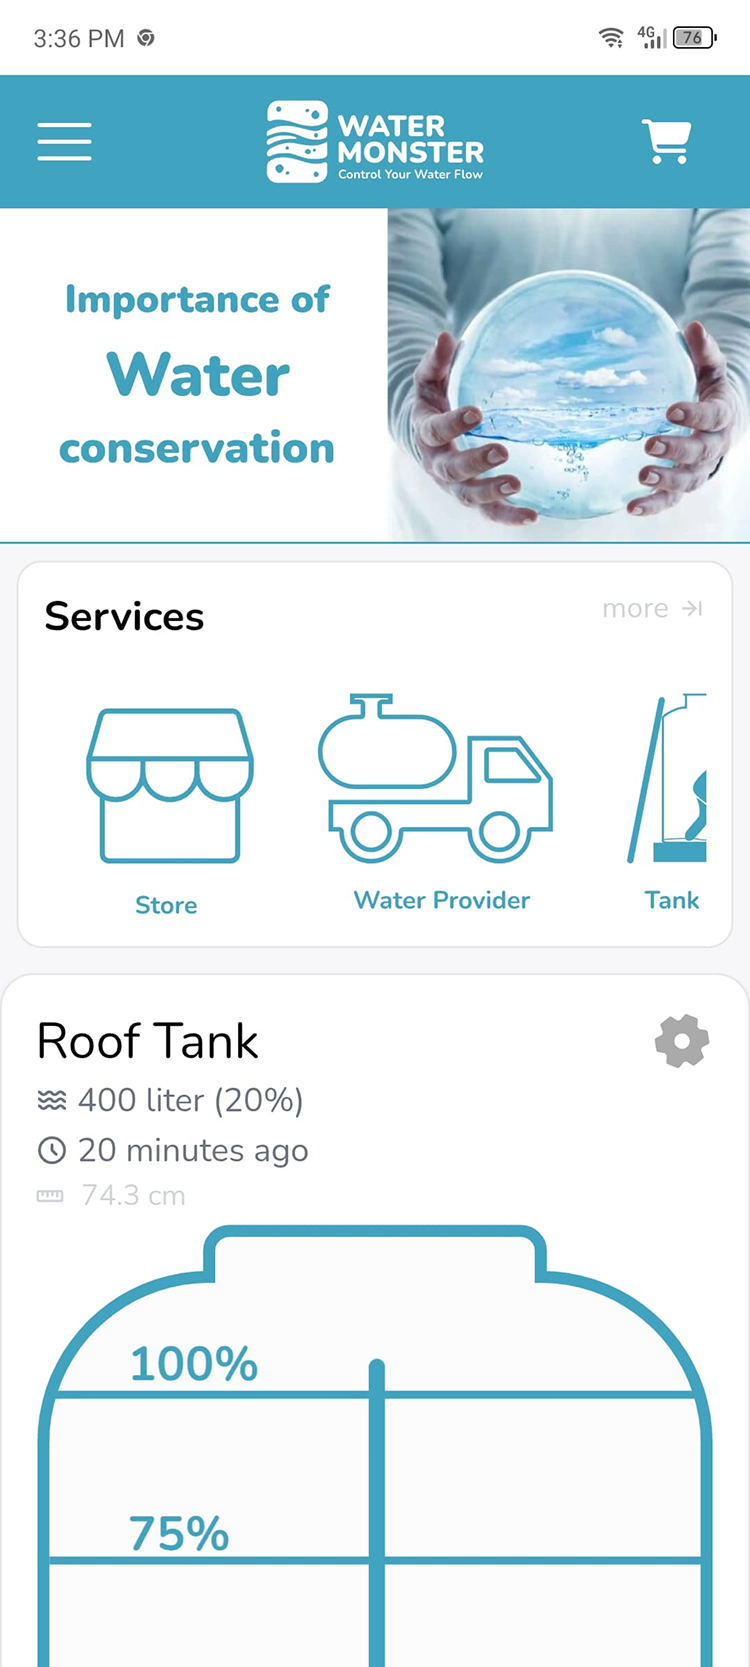 3:36 PM
4G
76
WATER
MONSTER
Control Your Water Flow
Importance of
Water
conservation
Services
more
Store
Water Provider
Tank
Roof Tank
400 liter (20%)
20 minutes ago
74.3 cm
100%
75%